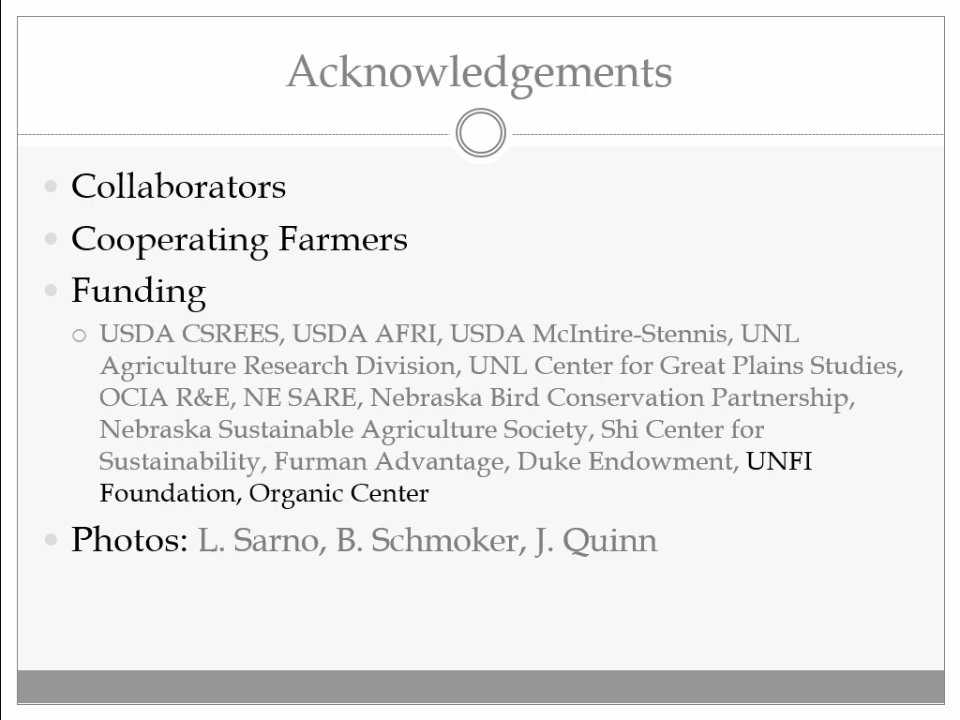 Acknowledgements
Collaborators
Cooperating Farmers
Funding
USDA CSREES, USDA AFRI, USDA McIntire-Stennis, UNL
Agriculture Research Division, UNL Center for Great Plains Studies,
OCIA R&E, NE SARE, Nebraska Bird Conservation Partnership,
Nebraska Sustainable Agriculture Society, Shi Center for
Sustainability, Furman Advantage, Duke Endowment, UNFI
Foundation, Organic Center
Photos: L. Sarno, B. Schmoker, J. Quinn